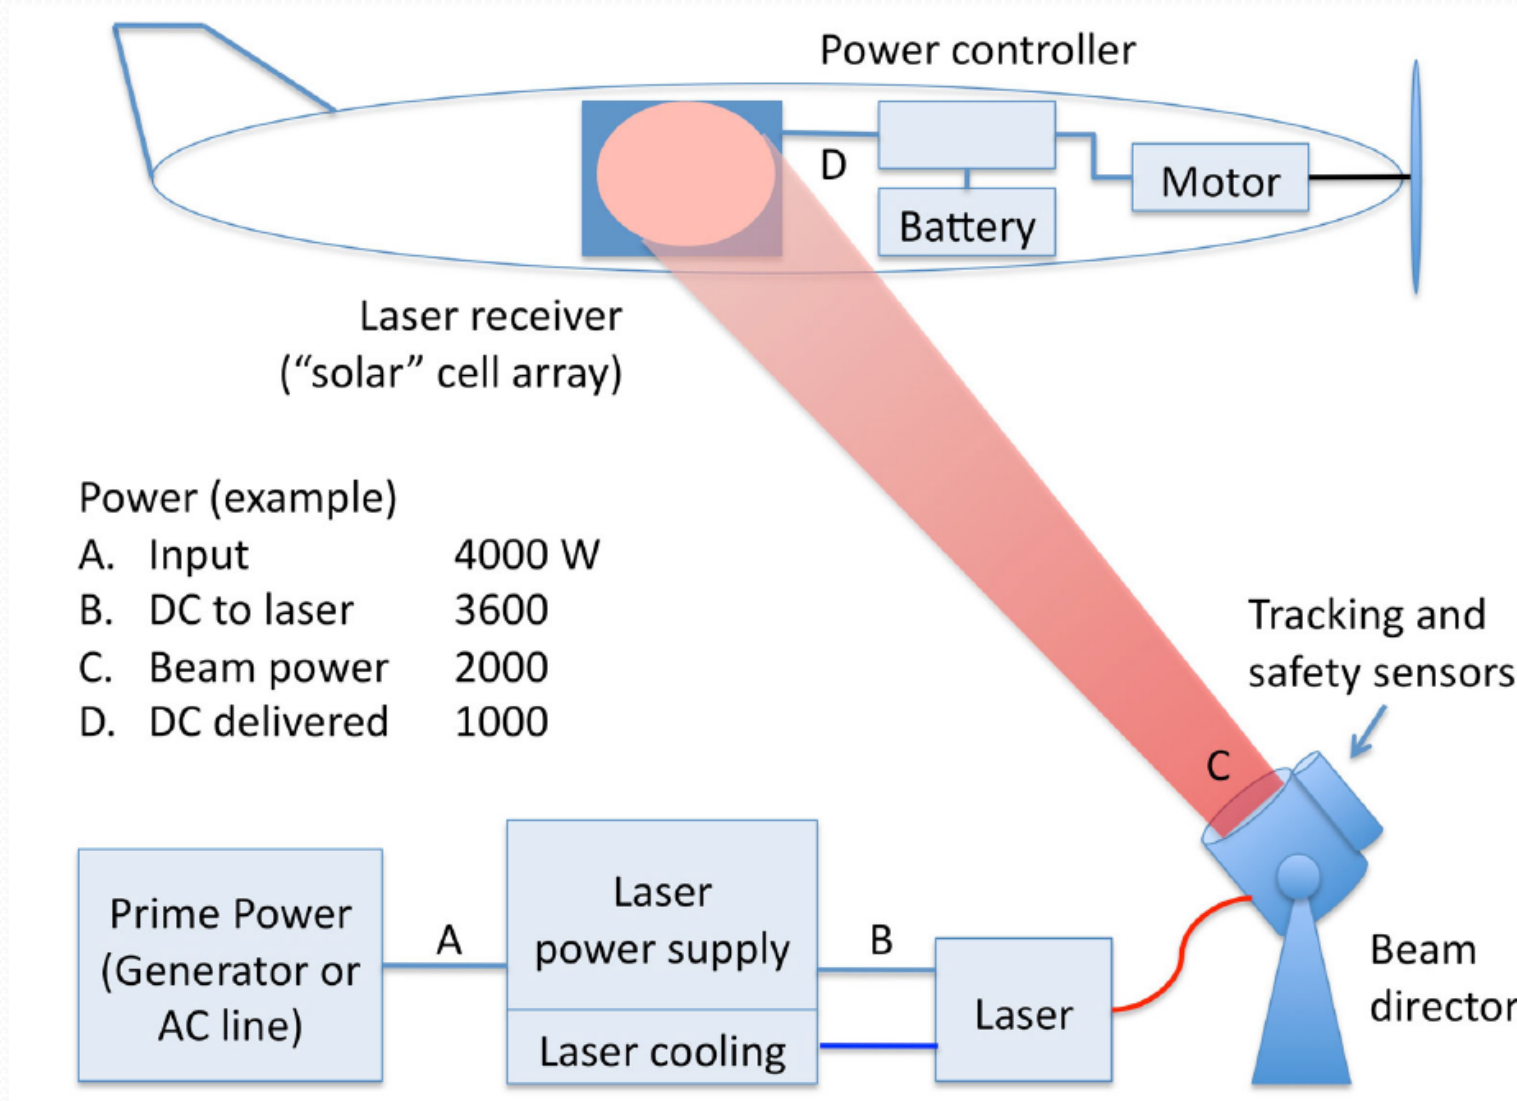 Power controller
D
Motor
Battery
Laser receiver
(“solar” cell array)
Power (example)
A. Input 4000 W
B. DC to laser 3600
C. Beam power 2000
D. DC delivered 1000
Tracking and
safety sensors
C
Prime Power
(Generator or
AC line)
A
Laser
power supply
Laser cooling
B
Laser
Beam
director